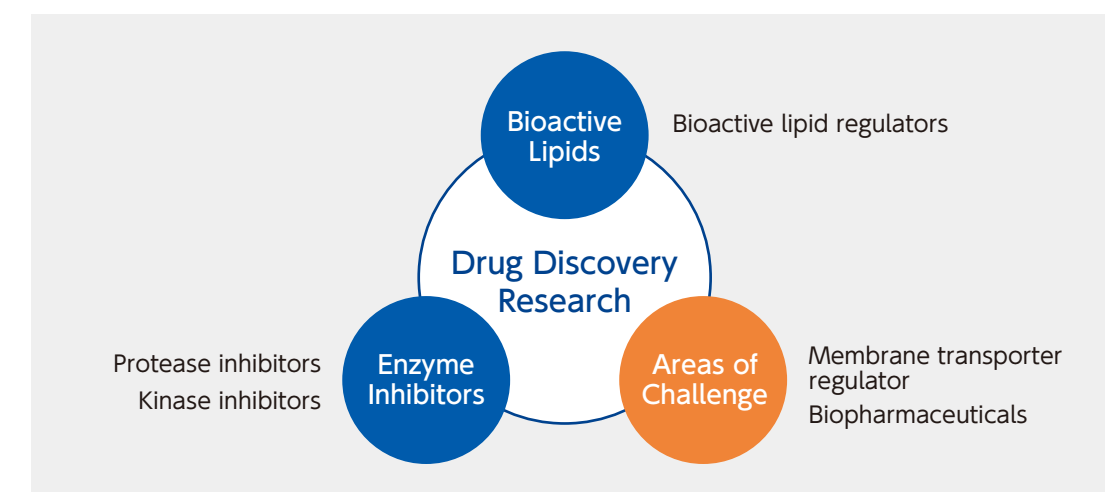 Bioactive
Lipids
Bioactive lipid regulators
Drug Discovery
Research
Protease inhibitors
Kinase inhibitors
Enzyme
Inhibitors
Areas of
Challenge
Membrane transporter
regulator
Biopharmaceuticals